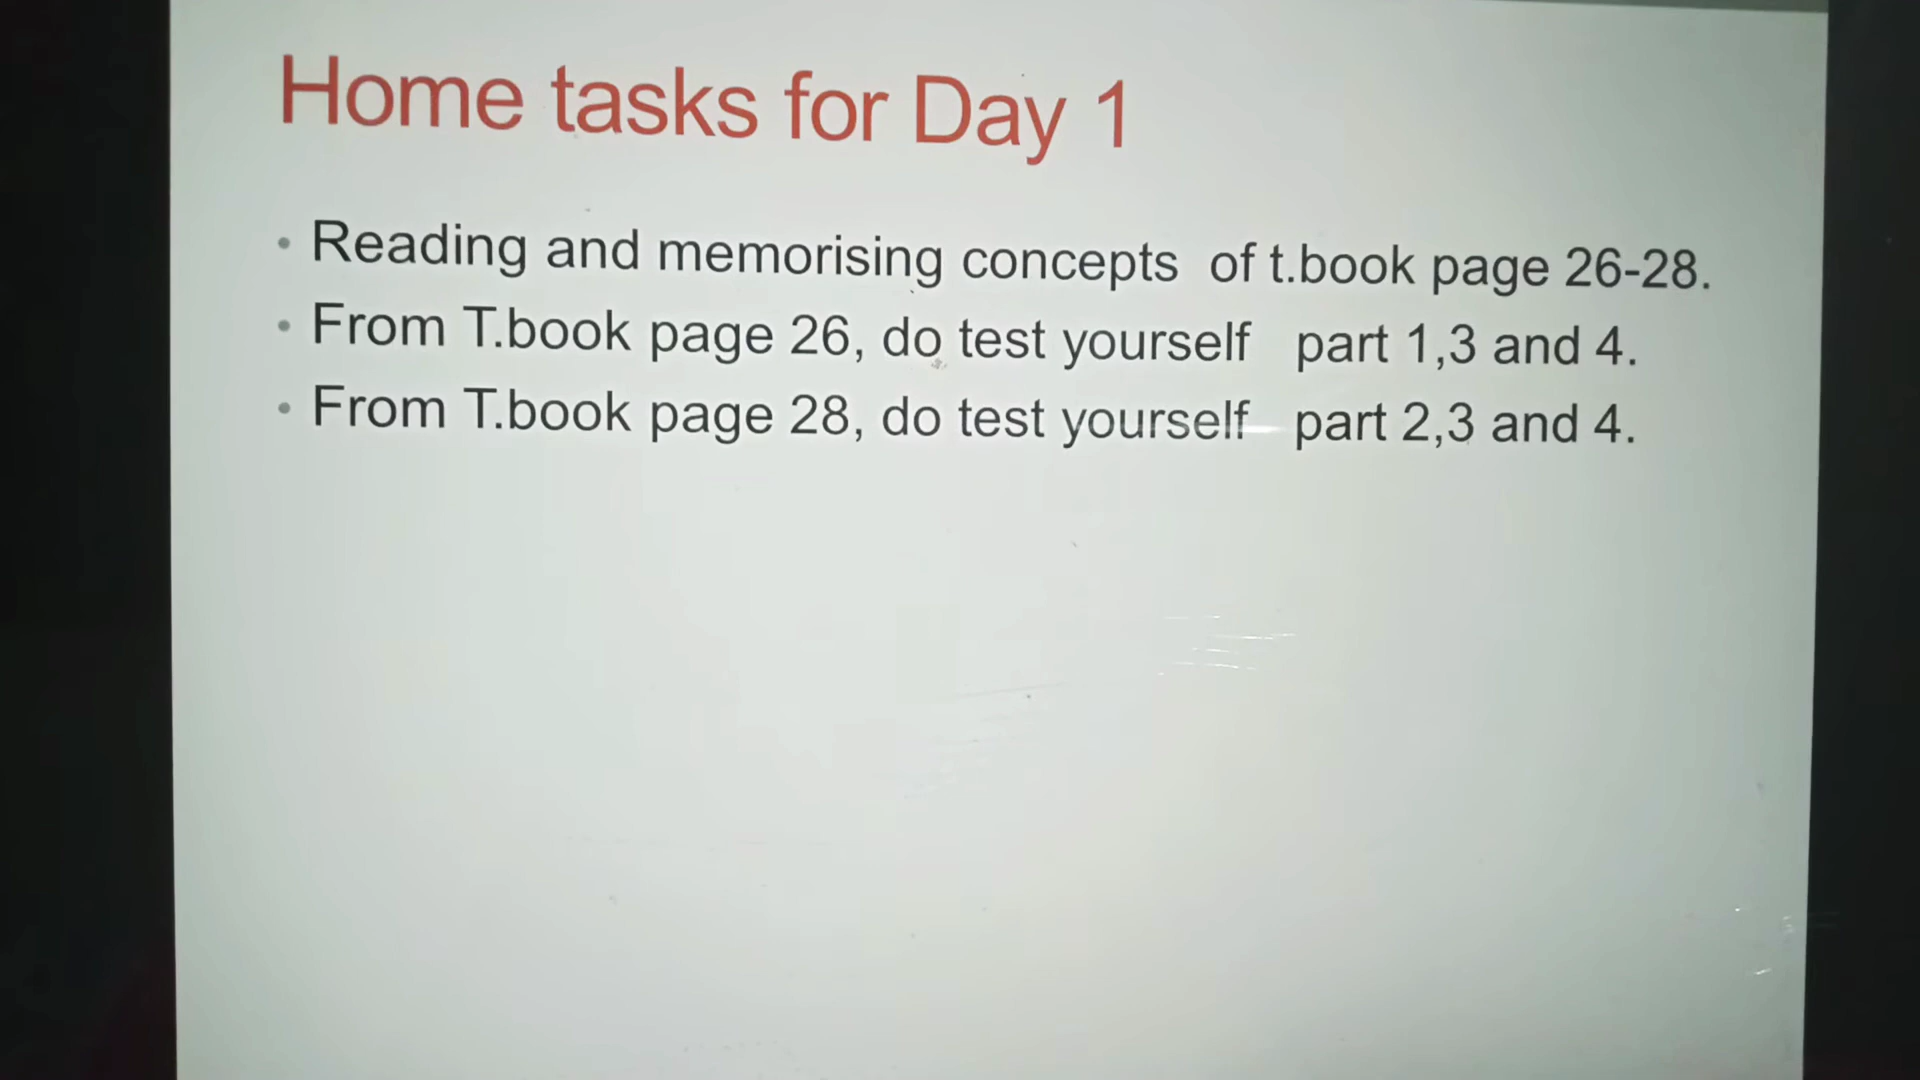 Home tasks for Day 1
• Reading and memorising concepts of t.book page 26-28.
• From T.book page 26, do test yourself part 1,3 and 4.
• From T.book page 28, do test yourself part 2,3 and 4.